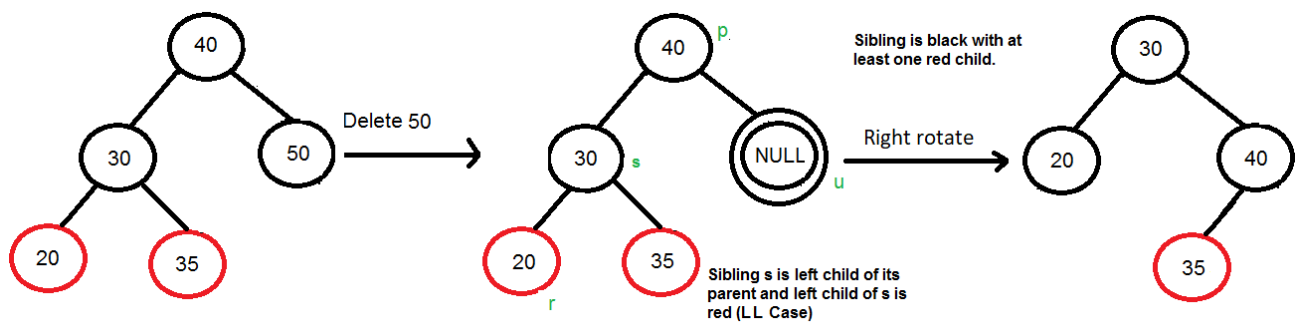 40
30
50
20
35
Delete 50
40
p
30
s
NULL
u
20
r
35
Sibling s is left child of its
parent and left child of s is
red (LL Case)
Sibling is black with at
least one red child.
Right rotate
30
20
40
35